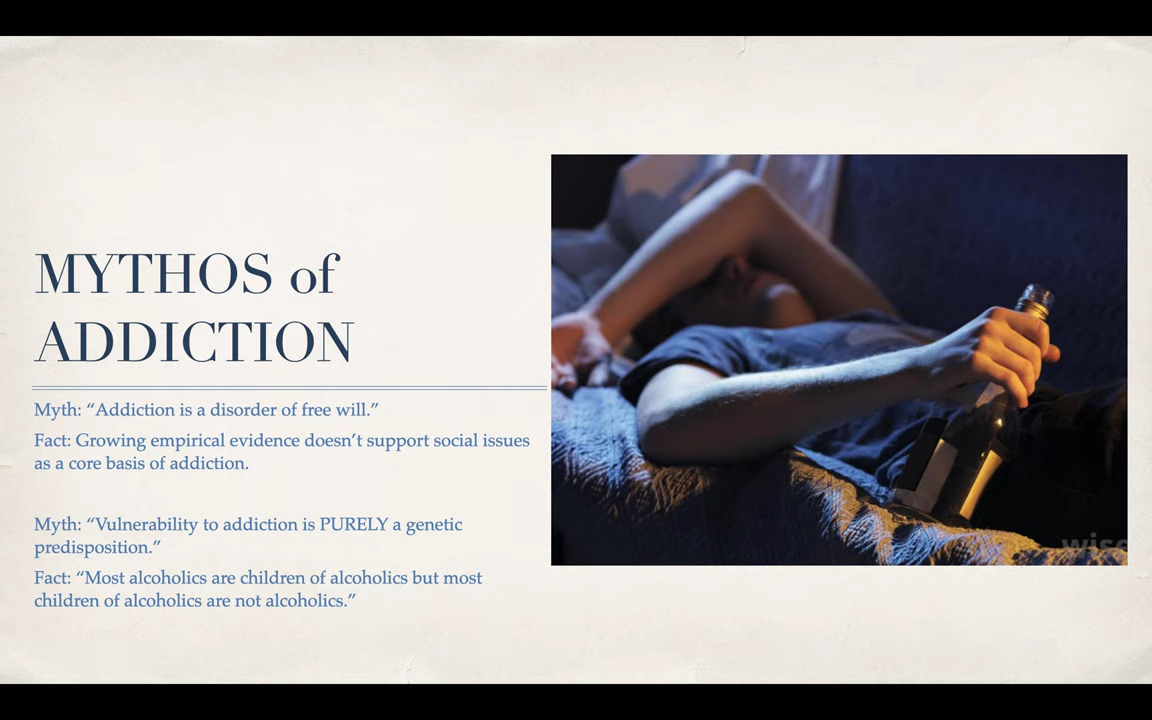 MYTHOS of
ADDICTION
Myth: “Addiction is a disorder of free will.”
Fact: Growing empirical evidence doesn’t support social issues
as a core basis of addiction.
Myth: “Vulnerability to addiction is PURELY a genetic
predisposition.”
Fact: “Most alcoholics are children of alcoholics but most
children of alcoholics are not alcoholics.”